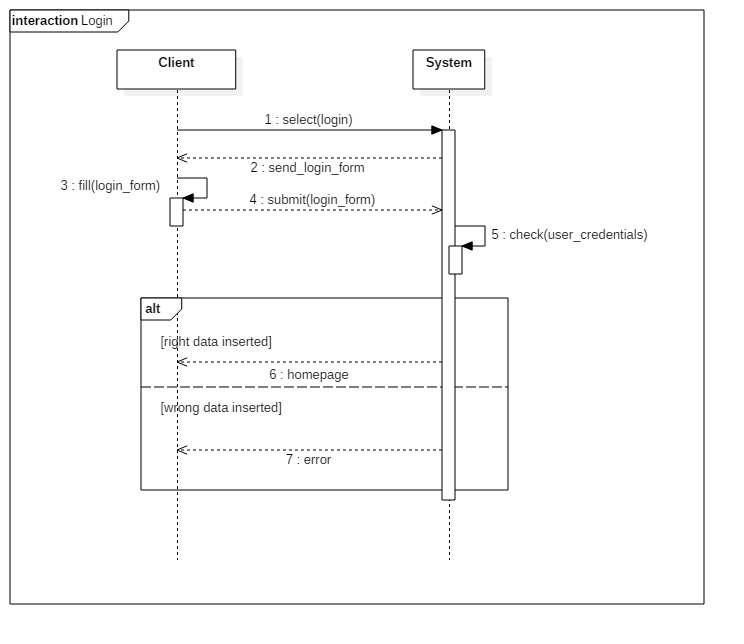 interaction Login
Client
System
1 : select(login)
2 : send_login_form
3 : fill(login_form)
4 : submit(login_form)
5 : check(user_credentials)
alt
[right data inserted]
6 : homepage
[wrong data inserted]
7 : error